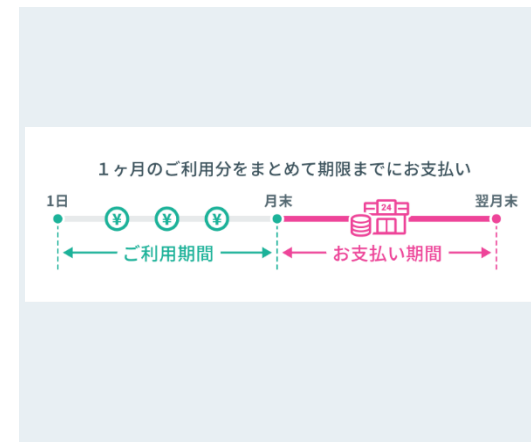 １ヶ月のご利用分をまとめて期限までにお支払い
1日
月末
翌月末
¥
¥
¥
24
ご利用期間
お支払い期間